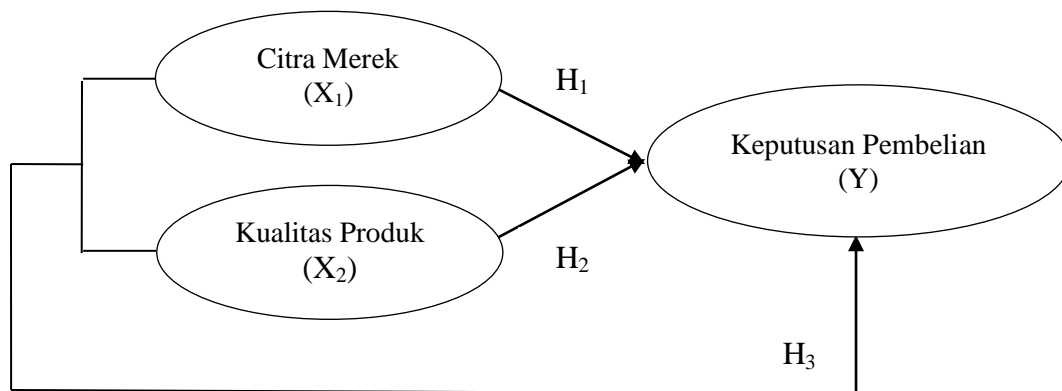 Citra Merek
(X₁)
H₁
Keputusan Pembelian
(Y)
Kualitas Produk
(X₂)
H₂
H₃